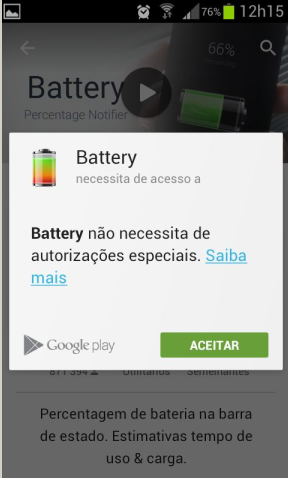 76% 12h15
66%
Battery
Percentage Notifier
Battery
necessita de acesso a
Battery não necessita de
autorizações especiais. Saiba
mais
Google play
ACEITAR
871 394 Utilitários Semelhantes
Percentagem de bateria na barra
de estado. Estimativas tempo de
uso & carga.